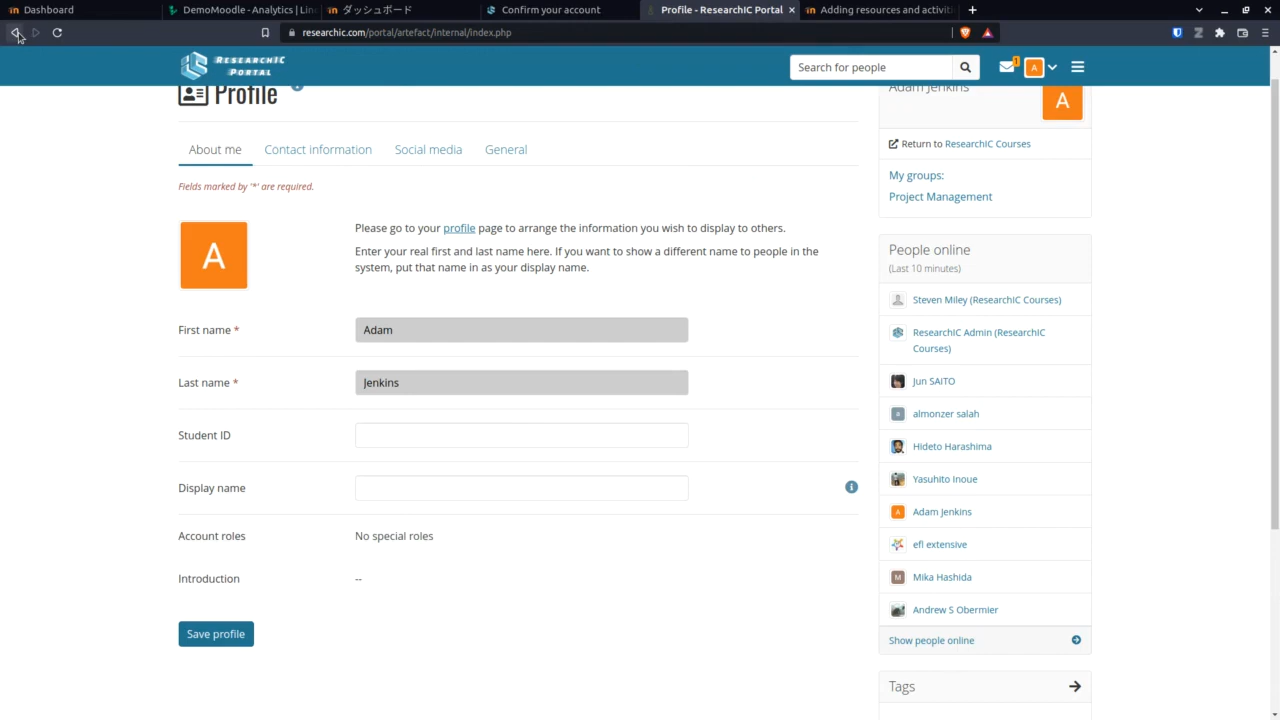 Dashboard
DemoMoodle - Analytics | Lin
ダッシュボード
Confirm your account
Profile - ResearchIC Portal
Adding resources and activiti
researchic.com/portal/artefact/internal/index.php
ResearchIC
Portal
Search for people
1
A
Profile
Adam Jenkins
A
Return to ResearchIC Courses
My groups:
Project Management
About me
Contact information
Social media
General
Fields marked by '*' are required.
A
Please go to your profile page to arrange the information you wish to display to others.
Enter your real first and last name here. If you want to show a different name to people in the
system, put that name in as your display name.
First name *
Adam
Last name *
Jenkins
Student ID
Display name
Account roles
No special roles
Introduction
--
Save profile
People online
(Last 10 minutes)
Steven Miley (ResearchIC Courses)
ResearchIC Admin (ResearchIC
Courses)
Jun SAITO
almonzer salah
Hideto Harashima
Yasuhito Inoue
A
Adam Jenkins
efl extensive
M
Mika Hashida
Andrew S Obermier
Show people online
Tags